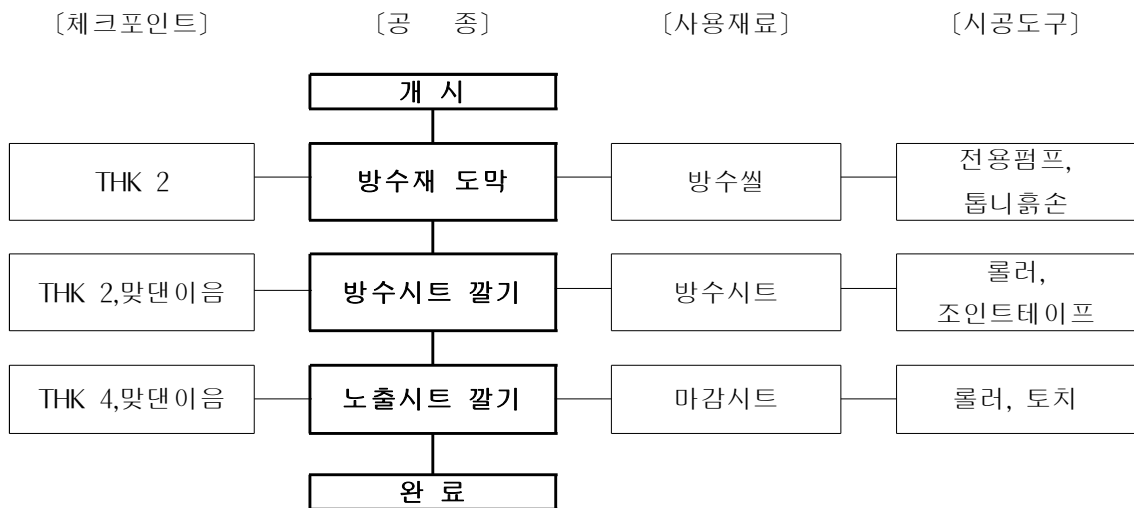 〔체크포인트〕 〔공 종〕 〔사용재료〕 〔시공도구〕
개 시
THK 2 방수재 도막 방수씰 전용펌프,
톱니흙손
THK 2,맞댄이음 방수시트 깔기 방수시트 롤러,
조인트테이프
THK 4,맞댄이음 노출시트 깔기 마감시트 롤러, 토치
완 료